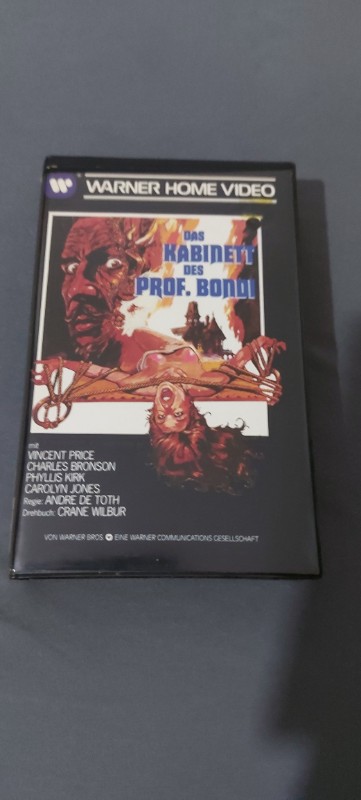 WARNER HOME VIDEO
DAS
KABINETT
DES
PROF. BONDI
mit
VINCENT PRICE
CHARLES BRONSON
PHYLLIS KIRK
CAROLYN JONES
Regie: ANDRE DE TOTH
Drehbuch: CRANE WILBUR
VON WARNER BROS. EINE WARNER COMMUNICATIONS GESELLSCHAFT